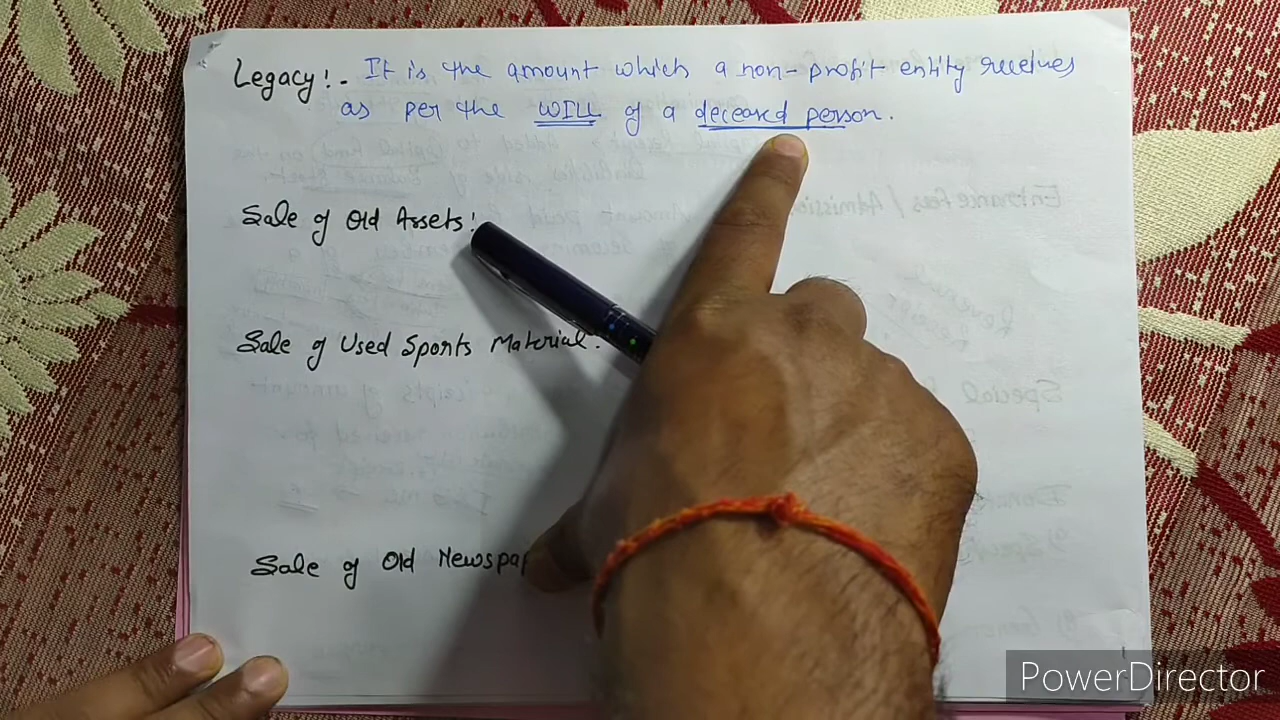 Legacy:- It is the amount which a non-profit entity receives
as per the WILL of a deceased person.
Sale of Old Assets:
Sale of Used Sports Material:
Sale of Old Newspap
PowerDirector